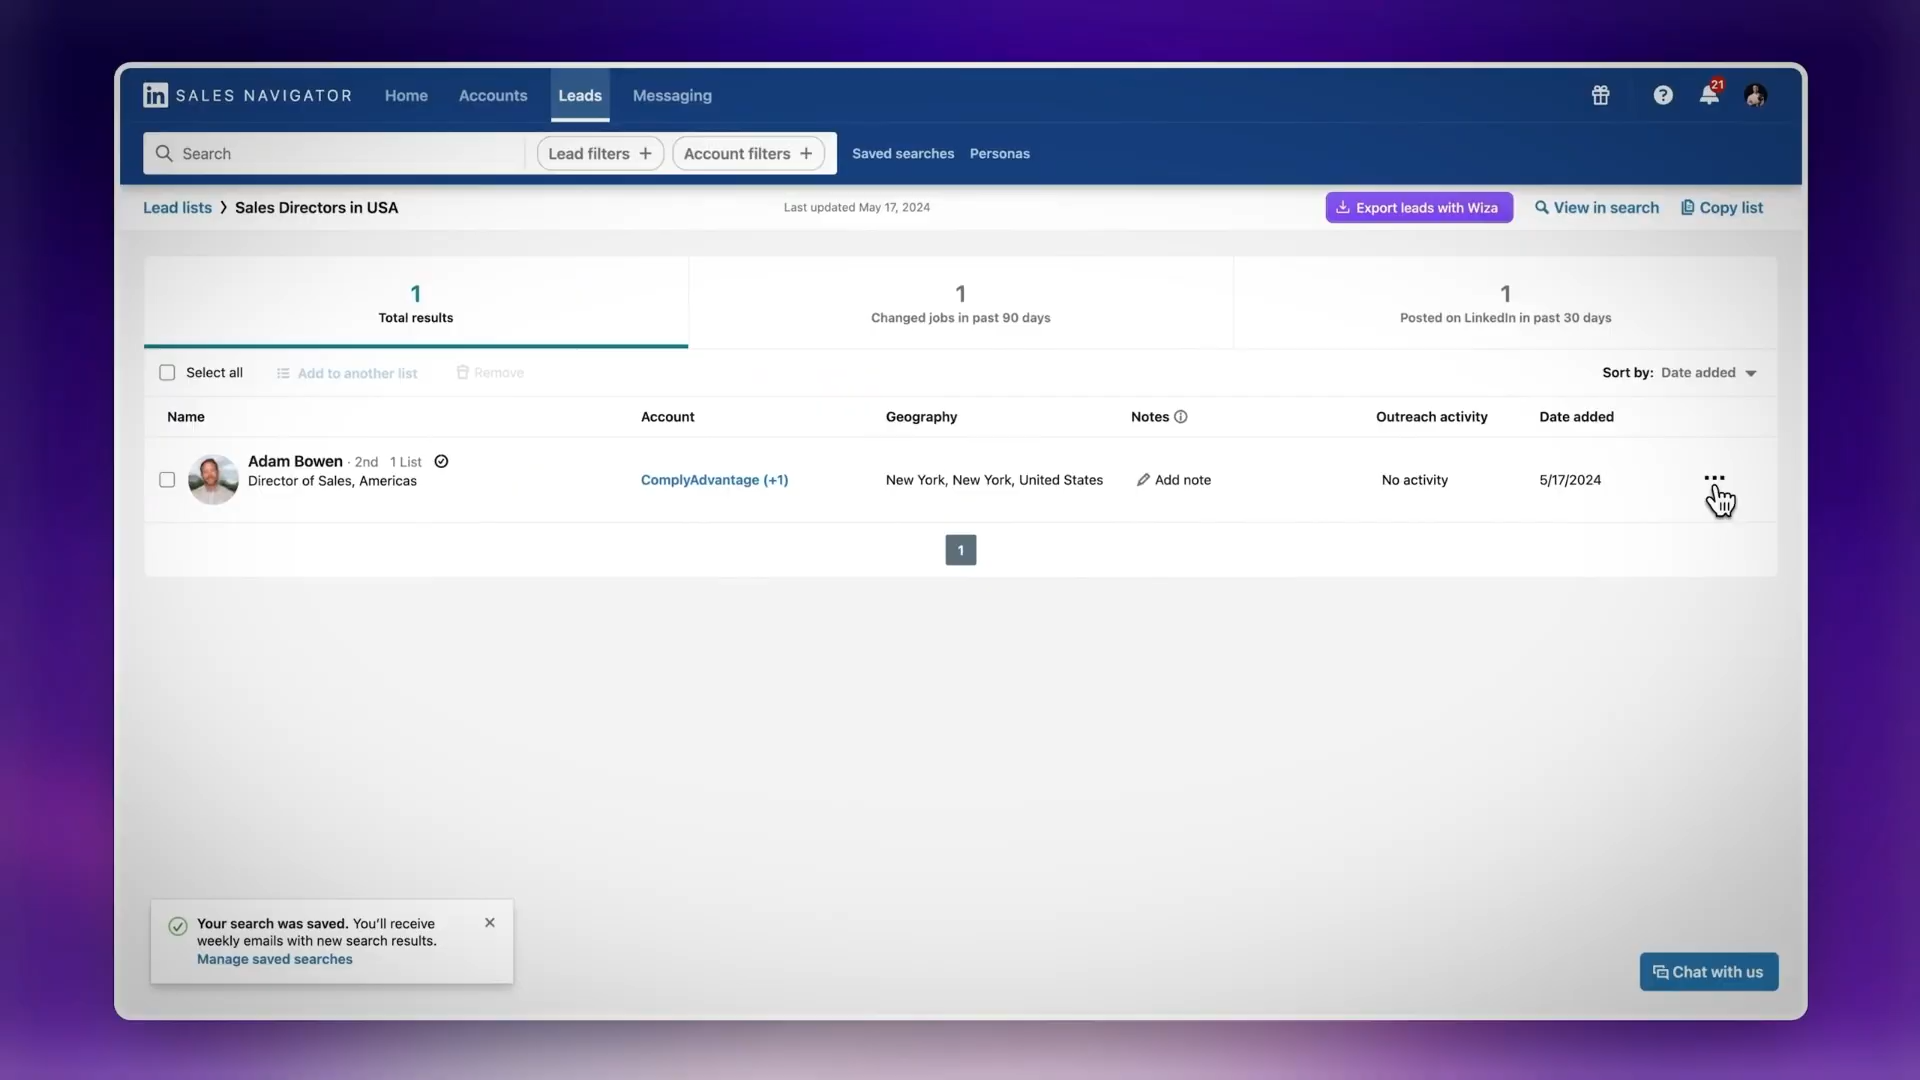 in SALES NAVIGATOR Home Accounts Leads Messaging 21
Search Lead filters + Account filters + Saved searches Personas
Lead lists > Sales Directors in USA Last updated May 17, 2024 Export leads with Wiza View in search Copy list
1 1 1
Total results Changed jobs in past 90 days Posted on LinkedIn in past 30 days
Select all Add to another list Remove Sort by: Date added
Name Account Geography Notes Outreach activity Date added
Adam Bowen · 2nd 1 List
Director of Sales, Americas ComplyAdvantage (+1) New York, New York, United States Add note No activity 5/17/2024
1
Your search was saved. You'll receive
weekly emails with new search results.
Manage saved searches
Chat with us